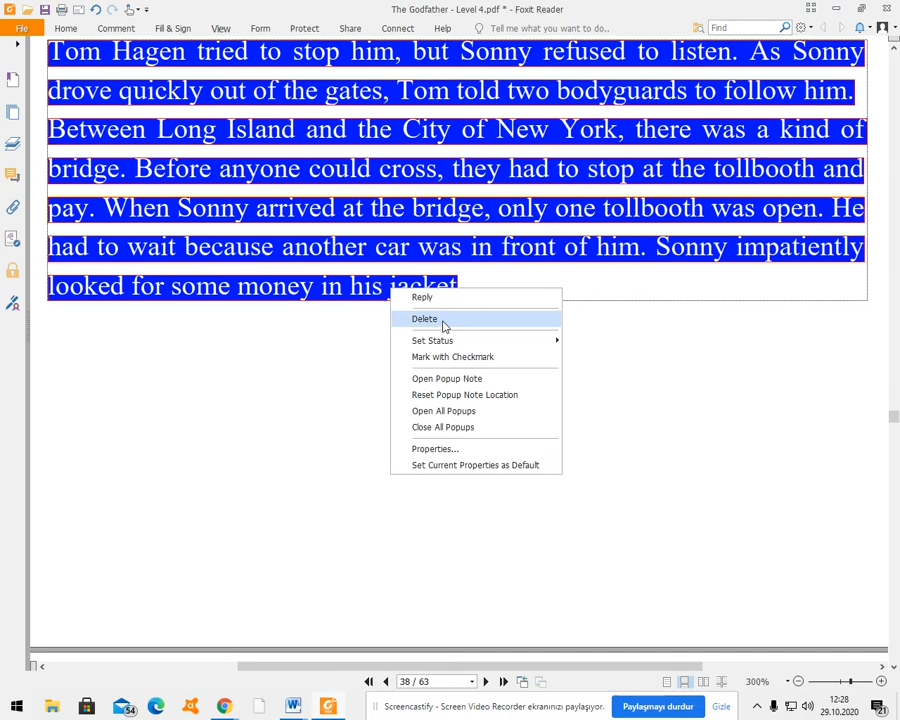 The Godfather - Level 4.pdf * - Foxit Reader
File Home Comment Fill & Sign View Form Protect Share Connect Help Tell me what you want to do.. Find
Tom Hagen tried to stop him, but Sonny refused to listen. As Sonny
drove quickly out of the gates, Tom told two bodyguards to follow him.
Between Long Island and the City of New York, there was a kind of
bridge. Before anyone could cross, they had to stop at the tollbooth and
pay. When Sonny arrived at the bridge, only one tollbooth was open. He
had to wait because another car was in front of him. Sonny impatiently
looked for some money in his jacket
Reply
Delete
Set Status
Mark with Checkmark
Open Popup Note
Reset Popup Note Location
Open All Popups
Close All Popups
Properties...
Set Current Properties as Default
38 / 63
300%
54
Screencastify - Screen Video Recorder ekranınızı paylaşıyor.
Paylaşmayı durdur
Gizle
12:28
29.10.2020
21